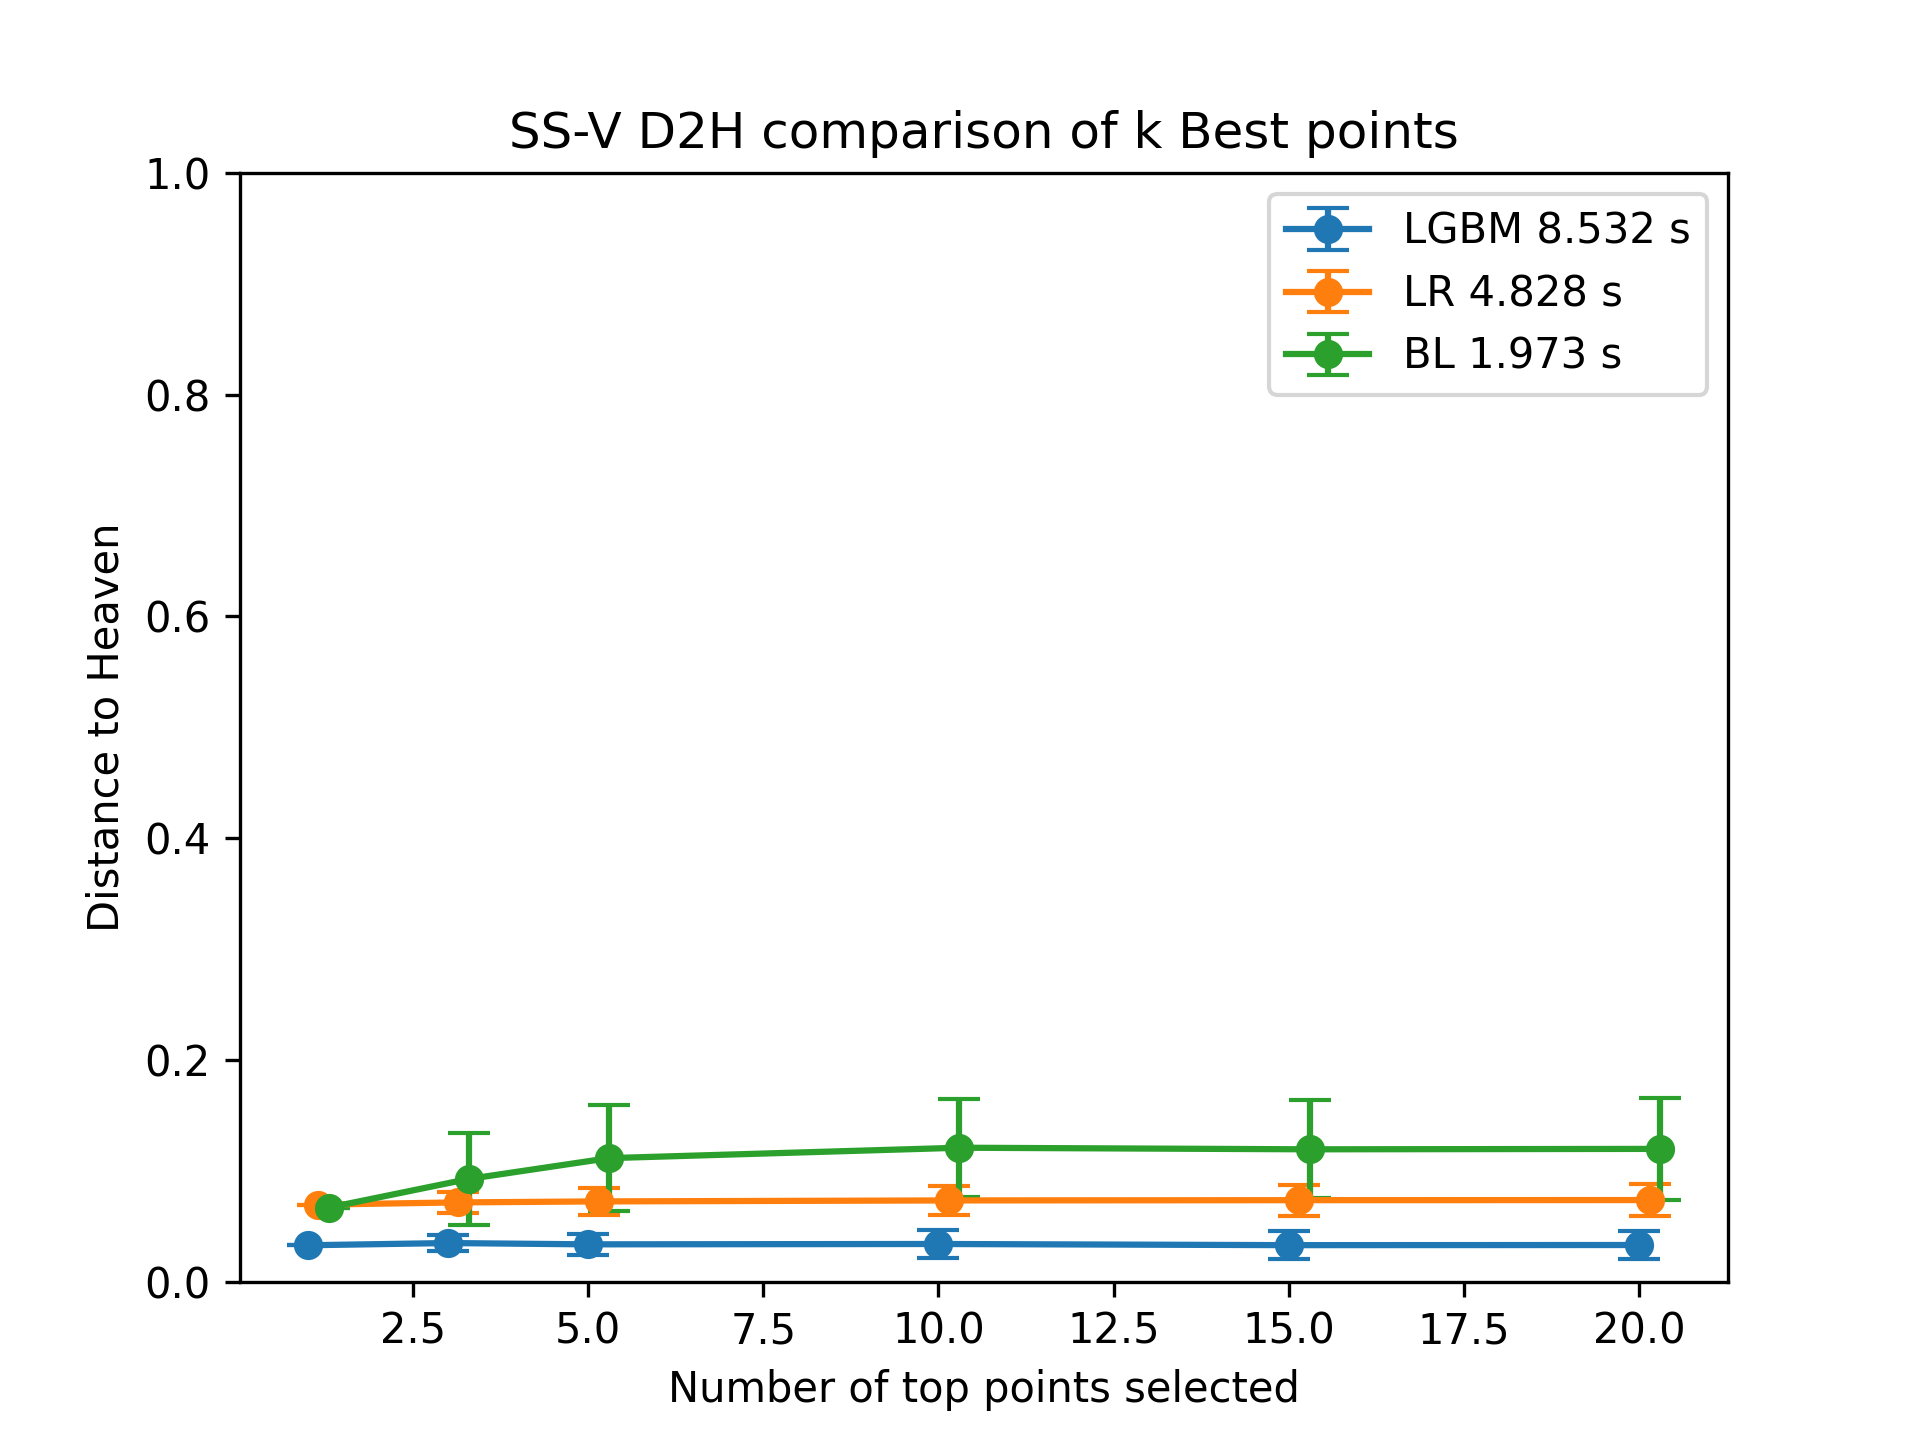 SS-V D2H comparison of k Best points
1.0
0.8
0.6
0.4
0.2
0.0
Distance to Heaven
LGBM 8.532 s
LR 4.828 s
BL 1.973 s
2.5 5.0 7.5 10.0 12.5 15.0 17.5 20.0
Number of top points selected